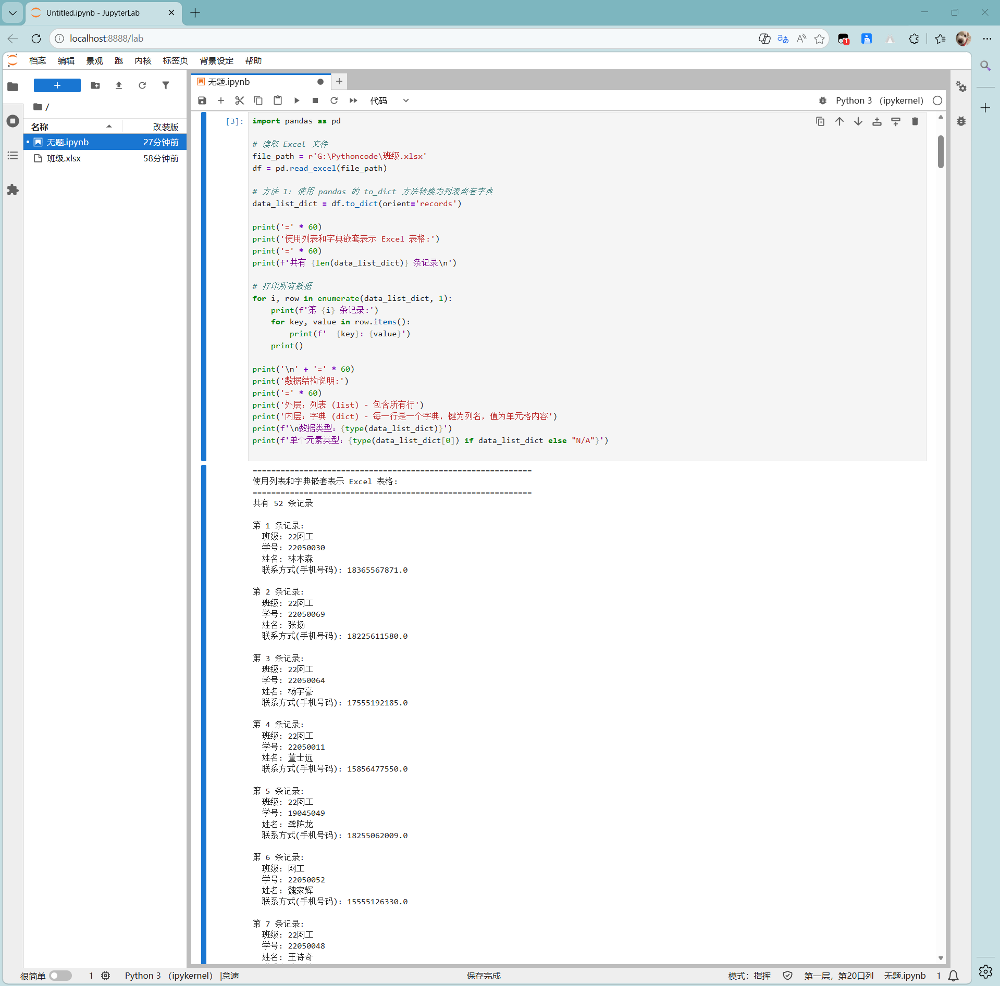 Untitled.ipynb - JupyterLab
localhost:8888/lab
档案 编辑 景观 跑 内核 标签页 背景设定 帮助
无题.ipynb
/
代码
Python 3 （ipykernel）
名称 改装版
无题.ipynb 27分钟前
班级.xlsx 58分钟前
[3]:
import pandas as pd
# 读取 Excel 文件
file_path = r'G:\Pythoncode\班级.xlsx'
df = pd.read_excel(file_path)
# 方法 1: 使用 pandas 的 to_dict 方法转换为列表嵌套字典
data_list_dict = df.to_dict(orient='records')
print('=' * 60)
print('使用列表和字典嵌套表示 Excel 表格:')
print('=' * 60)
print(f'共有 {len(data_list_dict)} 条记录\n')
# 打印所有数据
for i, row in enumerate(data_list_dict, 1):
    print(f'第 {i} 条记录:')
    for key, value in row.items():
        print(f'  {key}: {value}')
    print()
print('\n' + '=' * 60)
print('数据结构说明:')
print('=' * 60)
print('外层: 列表 (list) - 包含所有行')
print('内层: 字典 (dict) - 每一行是一个字典，键为列名，值为单元格内容')
print(f'\n数据类型: {type(data_list_dict)}')
print(f'单个元素类型: {type(data_list_dict[0]) if data_list_dict else "N/A"}')
============================================================
使用列表和字典嵌套表示 Excel 表格:
============================================================
共有 52 条记录
第 1 条记录:
  班级: 22网工
  学号: 22050030
  姓名: 林木森
  联系方式(手机号码): 18365567871.0
第 2 条记录:
  班级: 22网工
  学号: 22050069
  姓名: 张扬
  联系方式(手机号码): 18225611580.0
第 3 条记录:
  班级: 22网工
  学号: 22050064
  姓名: 杨宇豪
  联系方式(手机号码): 17555192185.0
第 4 条记录:
  班级: 22网工
  学号: 22050011
  姓名: 董士远
  联系方式(手机号码): 15856477550.0
第 5 条记录:
  班级: 22网工
  学号: 19045049
  姓名: 龚陈龙
  联系方式(手机号码): 18255062009.0
第 6 条记录:
  班级: 网工
  学号: 22050052
  姓名: 魏家辉
  联系方式(手机号码): 15555126330.0
第 7 条记录:
  班级: 22网工
  学号: 22050048
  姓名: 王诗奇
很简单 1 Python 3 （ipykernel） |怠速 保存完成 模式：指挥 第一层，第20口列 无题.ipynb 1